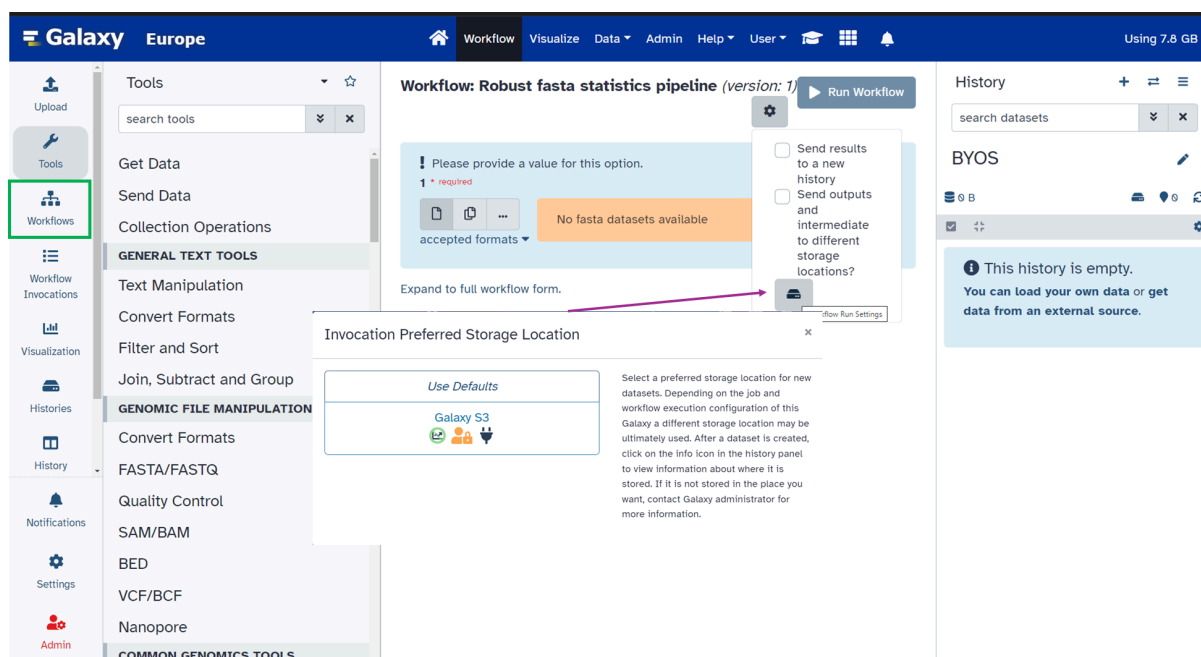 Galaxy Europe
Workflow Visualize Data Admin Help User
Using 7.8 GB
Upload
Tools
Workflows
Workflow
Invocations
Visualization
Histories
History
Notifications
Settings
Admin
Tools
search tools
Get Data
Send Data
Collection Operations
GENERAL TEXT TOOLS
Text Manipulation
Convert Formats
Filter and Sort
Join, Subtract and Group
GENOMIC FILE MANIPULATION
Convert Formats
FASTA/FASTQ
Quality Control
SAM/BAM
BED
VCF/BCF
Nanopore
COMMON GENOMICS TOOLS
Workflow: Robust fasta statistics pipeline (version: 1)
Run Workflow
Please provide a value for this option.
1 * required
No fasta datasets available
accepted formats
Expand to full workflow form.
Send results
to a new
history
Send outputs
and
intermediate
to different
storage
locations?
Run Settings
Invocation Preferred Storage Location
×
Use Defaults
Galaxy S3
Select a preferred storage location for new
datasets. Depending on the job and
workflow execution configuration of this
Galaxy a different storage location may be
ultimately used. After a dataset is created,
click on the info icon in the history panel
to view information about where it is
stored. If it is not stored in the place you
want, contact Galaxy administrator for
more information.
History
search datasets
BYOS
0 B
0
This history is empty.
You can load your own data or get
data from an external source.